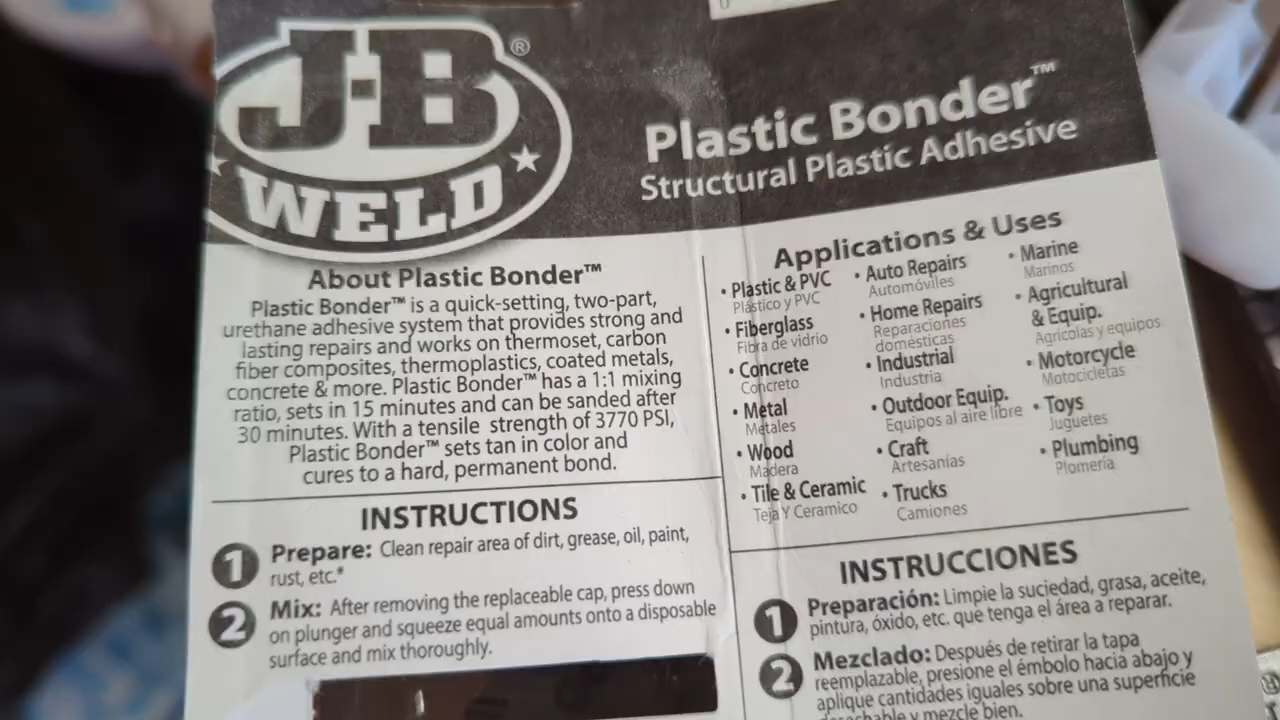 J-B
®
WELD
Plastic Bonder™
Structural Plastic Adhesive
About Plastic Bonder™
Plastic Bonder™ is a quick-setting, two-part,
urethane adhesive system that provides strong and
lasting repairs and works on thermoset, carbon
fiber composites, thermoplastics, coated metals,
concrete & more. Plastic Bonder™ has a 1:1 mixing
ratio, sets in 15 minutes and can be sanded after
30 minutes. With a tensile strength of 3770 PSI,
Plastic Bonder™ sets tan in color and
cures to a hard, permanent bond.
INSTRUCTIONS
1 Prepare: Clean repair area of dirt, grease, oil, paint,
rust, etc.*
2 Mix: After removing the replaceable cap, press down
on plunger and squeeze equal amounts onto a disposable
surface and mix thoroughly.
Applications & Uses
• Plastic & PVC
Plástico y PVC
• Fiberglass
Fibra de vidrio
• Concrete
Concreto
• Metal
Metales
• Wood
Madera
• Tile & Ceramic
Teja Y Ceramico
• Auto Repairs
Automóviles
• Home Repairs
Reparaciones
domésticas
• Industrial
Industria
• Outdoor Equip.
Equipos al aire libre
• Craft
Artesanías
• Trucks
Camiones
• Marine
Marinos
• Agricultural
& Equip.
Agrícolas y equipos
• Motorcycle
Motocicletas
• Toys
Juguetes
• Plumbing
Plomería
INSTRUCCIONES
1 Preparación: Limpie la suciedad, grasa, aceite,
pintura, óxido, etc. que tenga el área a reparar.
2 Mezclado: Después de retirar la tapa
reemplazable, presione el émbolo hacia abajo y
aplique cantidades iguales sobre una superficie
desechable y mezcle bien.